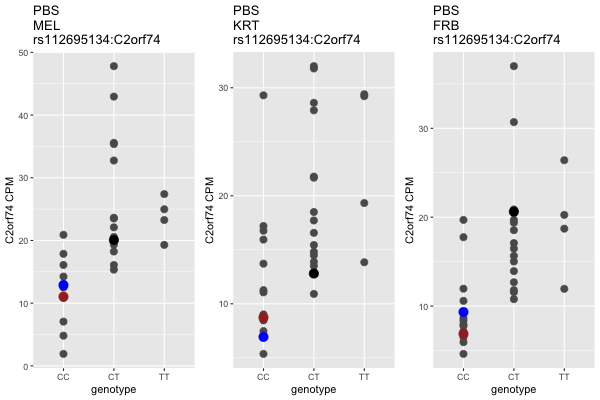 PBS
MEL
rs112695134:C2orf74
50
40
30
20
10
0
C2orf74 CPM
CC
CT
TT
genotype
PBS
KRT
rs112695134:C2orf74
30
20
10
C2orf74 CPM
CC
CT
TT
genotype
PBS
FRB
rs112695134:C2orf74
30
20
10
C2orf74 CPM
CC
CT
TT
genotype